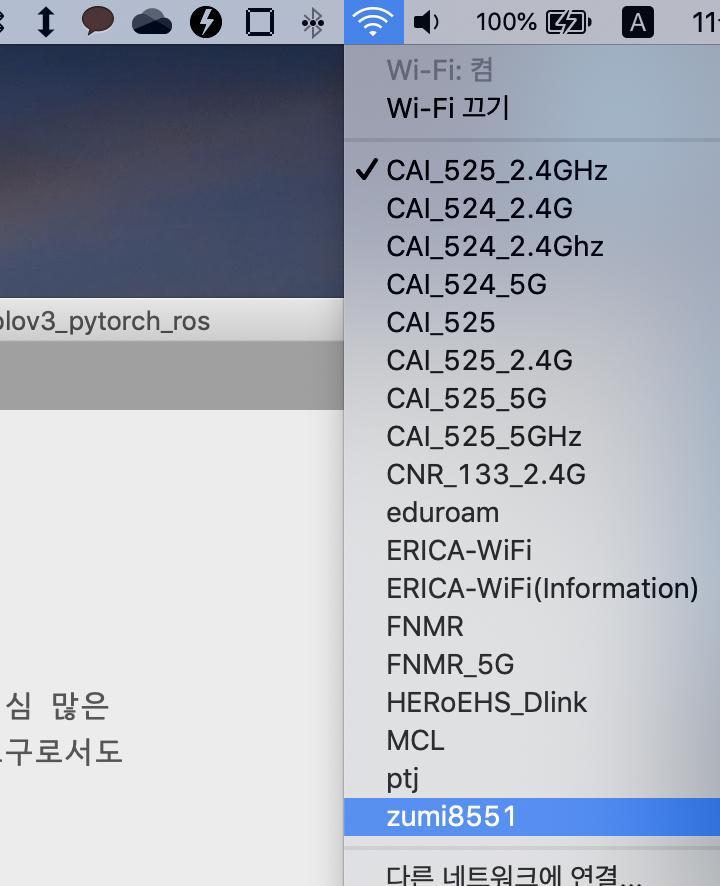 100%
A
11
Wi-Fi: 켬
Wi-Fi 끄기
✓ CAI_525_2.4GHz
CAI_524_2.4G
CAI_524_2.4Ghz
CAI_524_5G
CAI_525
CAI_525_2.4G
CAI_525_5G
CAI_525_5GHz
CNR_133_2.4G
eduroam
ERICA-WiFi
ERICA-WiFi(Information)
FNMR
FNMR_5G
HERoEHS_Dlink
MCL
ptj
zumi8551
다른 네트워크에 연결...
olov3_pytorch_ros
심 많은
구로서도